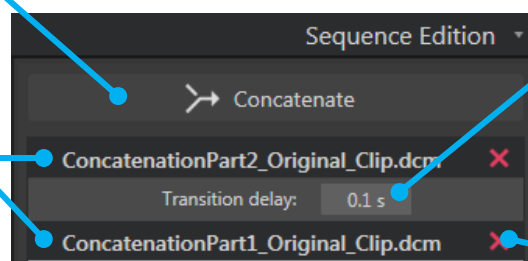 Sequence Edition
Concatenate
ConcatenationPart2_Original_Clip.dcm
Transition delay: 0.1 s
ConcatenationPart1_Original_Clip.dcm